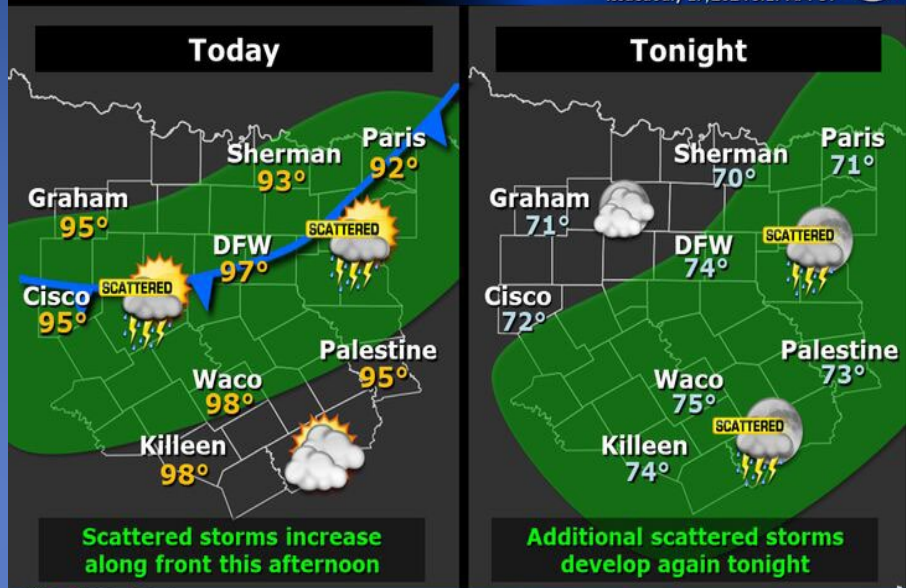 Today
Sherman
93°
Paris
92°
Graham
95°
SCATTERED
DFW
97°
SCATTERED
Cisco
95°
Palestine
95°
Waco
98°
Killeen
98°
Scattered storms increase
along front this afternoon
Tonight
Sherman
70°
Paris
71°
Graham
71°
SCATTERED
DFW
74°
Cisco
72°
Palestine
73°
Waco
75°
SCATTERED
Killeen
74°
Additional scattered storms
develop again tonight